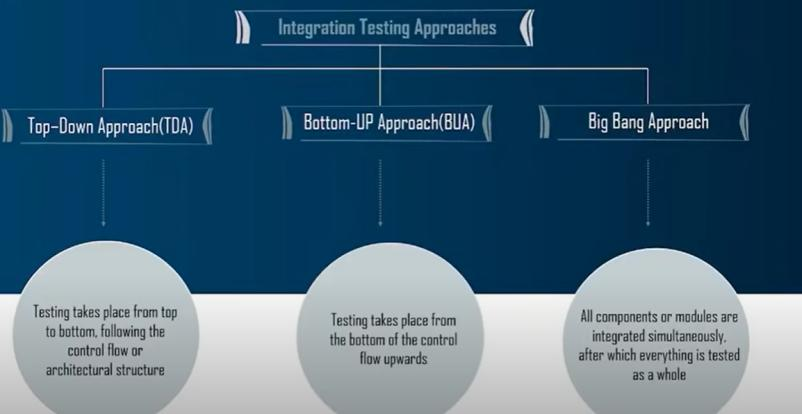 Integration Testing Approaches
Top-Down Approach(TDA)
Bottom-UP Approach(BUA)
Big Bang Approach
Testing takes place from top
to bottom, following the
control flow or
architectural structure
Testing takes place from
the bottom of the control
flow upwards
All components or modules are
integrated simultaneously,
after which everything is tested
as a whole